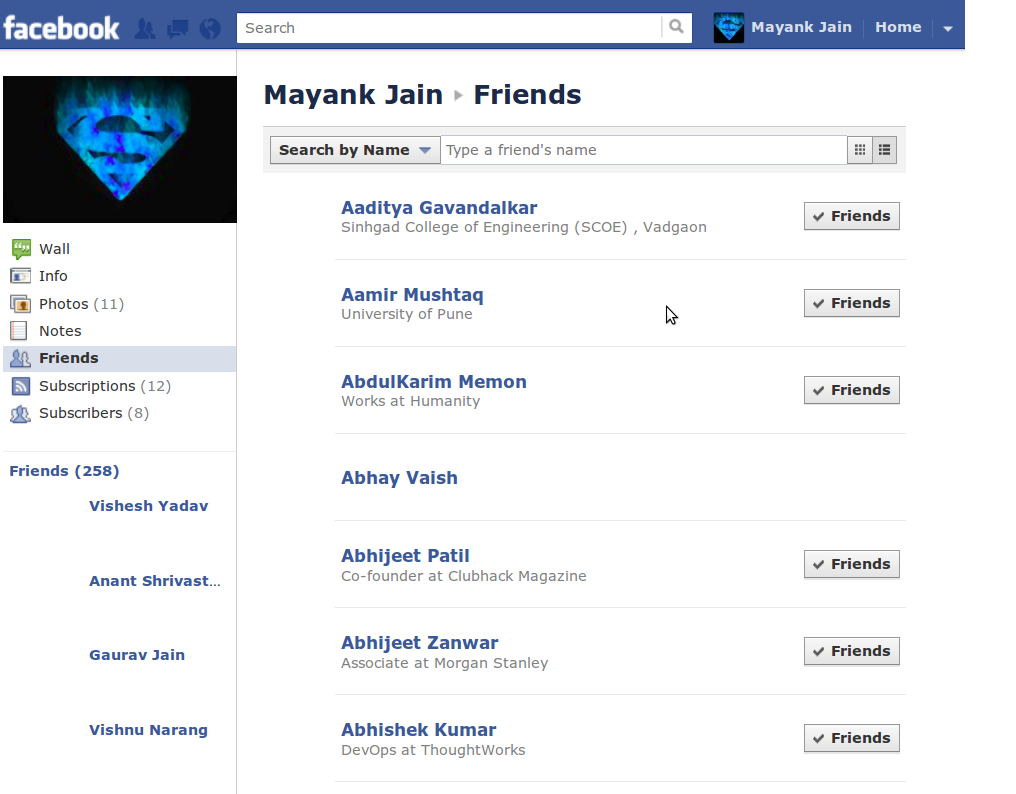 facebook
Search
Mayank Jain
Home
Mayank Jain Friends
Search by Name
Type a friend's name
Wall
Info
Photos (11)
Notes
Friends
Subscriptions (12)
Subscribers (8)
Friends (258)
Vishesh Yadav
Anant Shrivast...
Gaurav Jain
Vishnu Narang
Aaditya Gavandalkar
Sinhgad College of Engineering (SCOE) , Vadgaon
Friends
Aamir Mushtaq
University of Pune
Friends
AbdulKarim Memon
Works at Humanity
Friends
Abhay Vaish
Abhijeet Patil
Co-founder at Clubhack Magazine
Friends
Abhijeet Zanwar
Associate at Morgan Stanley
Friends
Abhishek Kumar
DevOps at ThoughtWorks
Friends